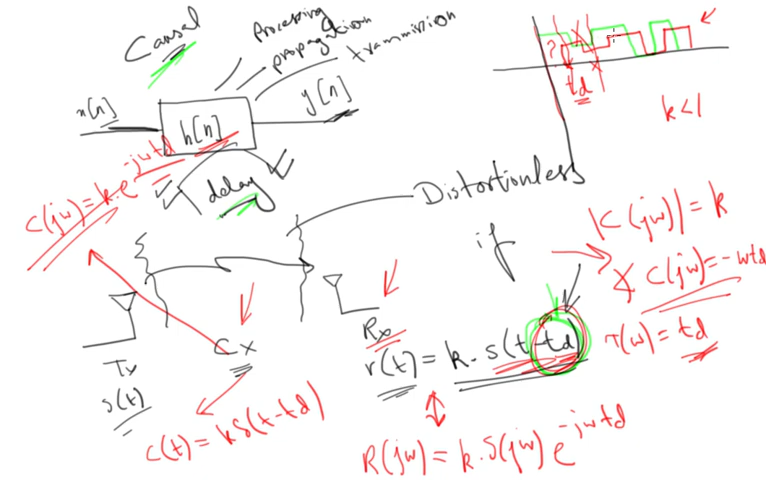 Causal
Processing
propagation
transmission
x[n]
h[n]
y[n]
delay
?
td
k<1
C(jw)=k.e^-jwtd
Distortionless
if
|C(jw)|=k
∡ C(jw)=-wtd
τ(w)=td
Tx
s(t)
Cx
Rx
r(t)=k.s(t-td)
c(t)=kδ(t-td)
R(jw)=k.S(jw)e^-jwtd